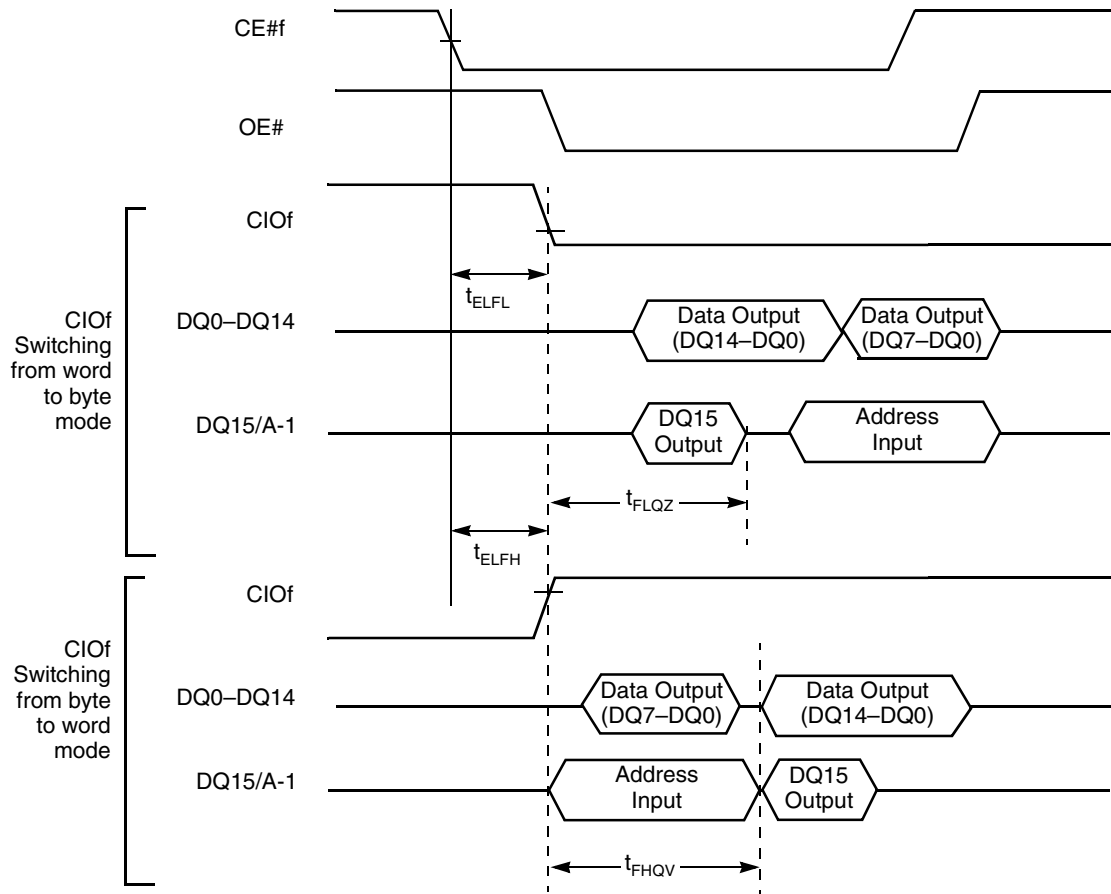 CE#f
OE#
CIOf
tELFL
CIOf
Switching
from word
to byte
mode
DQ0–DQ14
Data Output
(DQ14–DQ0)
Data Output
(DQ7–DQ0)
DQ15/A-1
DQ15
Output
Address
Input
tFLQZ
tELFH
CIOf
CIOf
Switching
from byte
to word
mode
DQ0–DQ14
Data Output
(DQ7–DQ0)
Data Output
(DQ14–DQ0)
DQ15/A-1
Address
Input
DQ15
Output
tFHQV